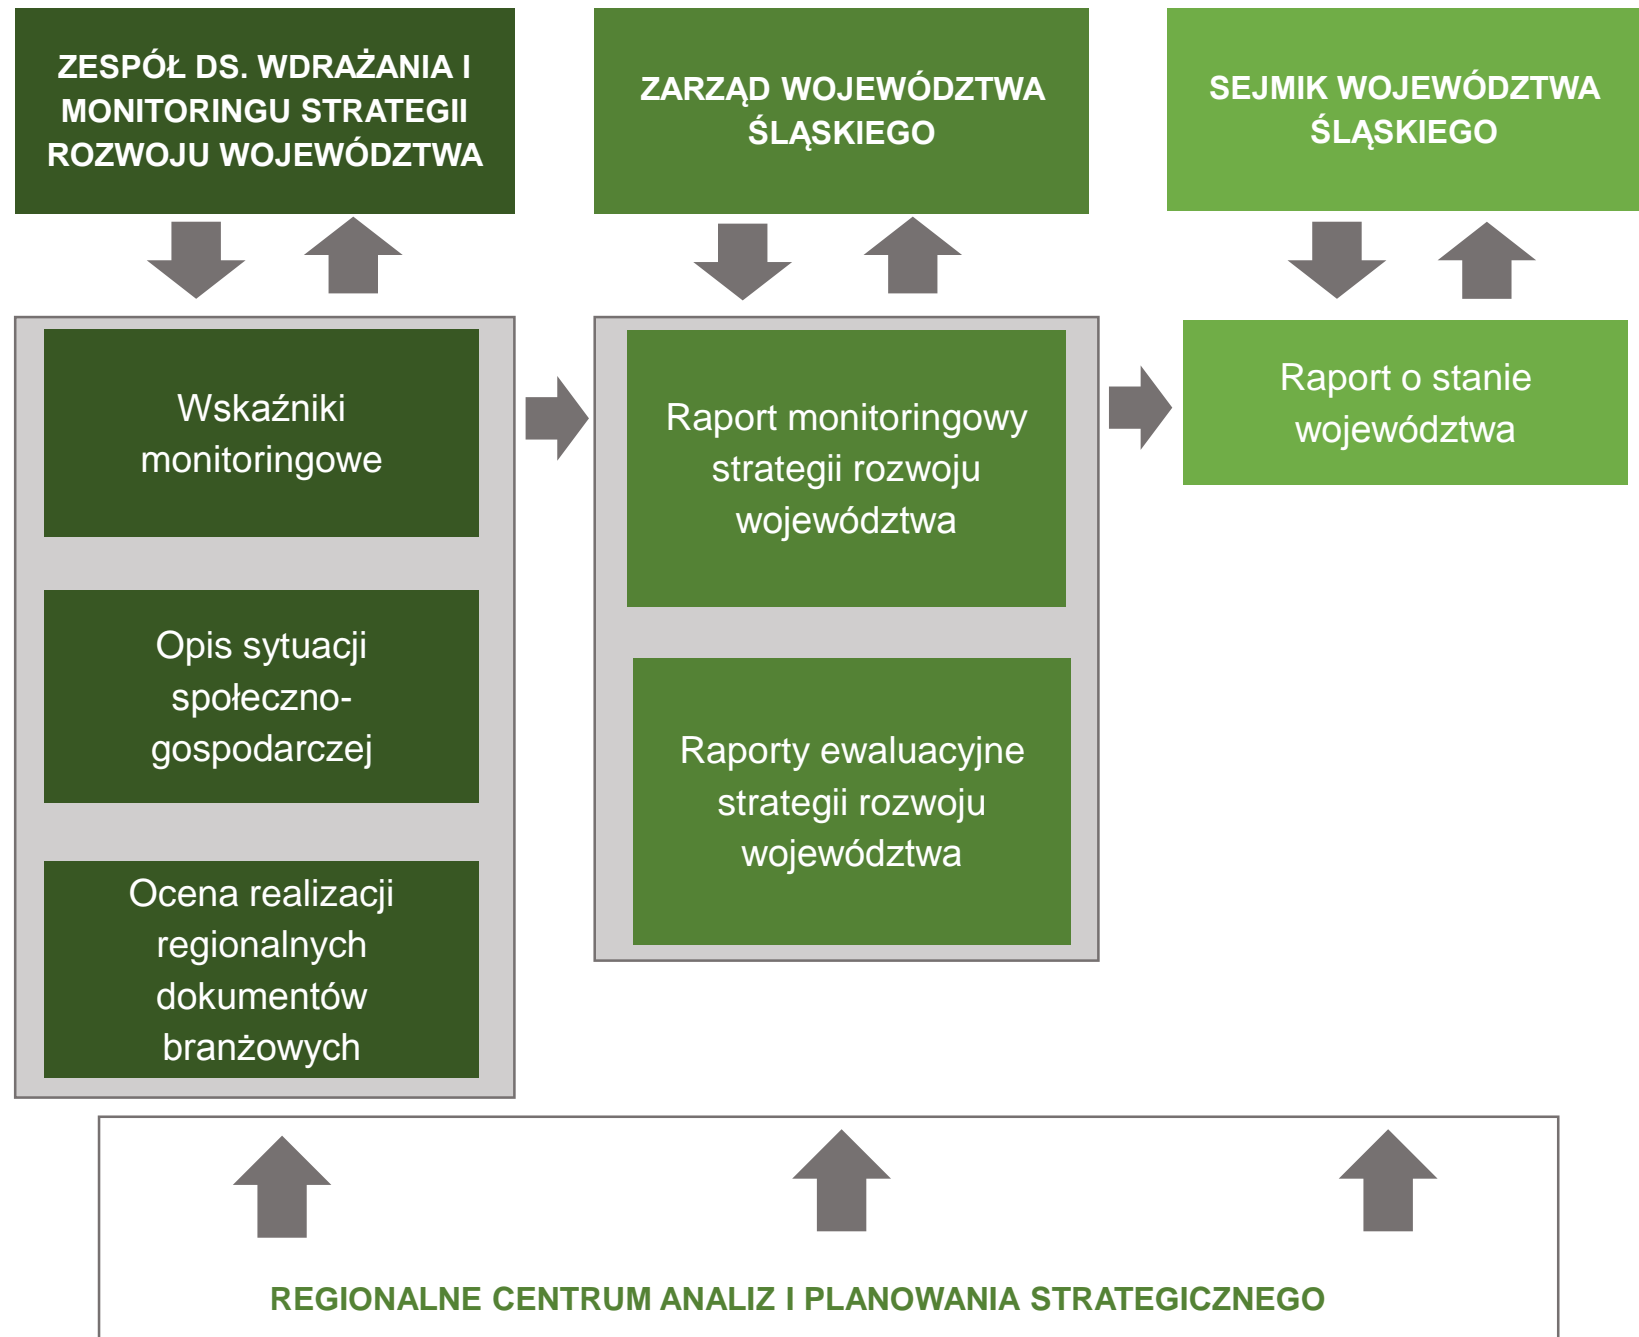 ZESPÓŁ DS. WDRAŻANIA I
MONITORINGU STRATEGII
ROZWOJU WOJEWÓDZTWA
ZARZĄD WOJEWÓDZTWA
ŚLĄSKIEGO
SEJMIK WOJEWÓDZTWA
ŚLĄSKIEGO
Wskaźniki
monitoringowe
Opis sytuacji
społeczno-
gospodarczej
Ocena realizacji
regionalnych
dokumentów
branżowych
Raport monitoringowy
strategii rozwoju
województwa
Raporty ewaluacyjne
strategii rozwoju
województwa
Raport o stanie
województwa
REGIONALNE CENTRUM ANALIZ I PLANOWANIA STRATEGICZNEGO